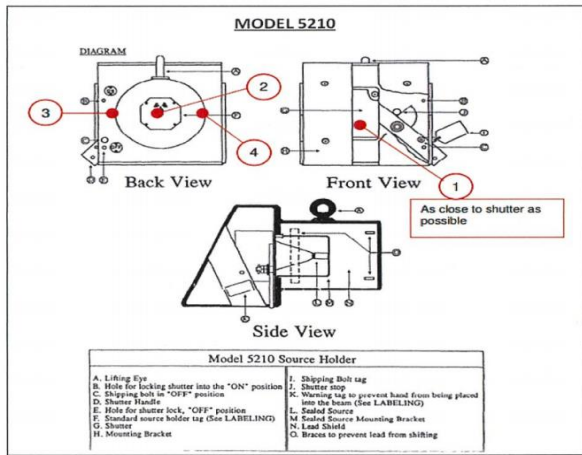 MODEL 5210
DIAGRAM
3
2
4
1
A
B
F
C
D
E
Back View
A
B
G
J
I
C
H
Front View
As close to shutter as
possible
A
O
K
L
M
N
Side View
Model 5210 Source Holder
A. Lifting Eye
B. Hole for locking shutter into the "ON" position
C. Shipping bolt in "OFF" position
D. Shutter Handle
E. Hole for shutter lock, "OFF" position
F. Standard source holder tag (See LABELING)
G. Shutter
H. Mounting Bracket
I. Shipping Bolt tag
J. Shutter stop
K. Warning tag to prevent hand from being placed
into the beam (See LABELING)
L. Sealed Source
M Sealed Source Mounting Bracket
N. Lead Shield
O. Braces to prevent lead from shifting